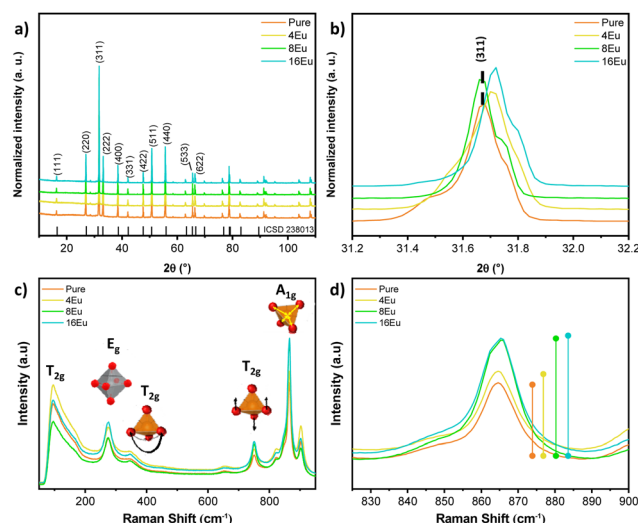 a)
Pure
4Eu
8Eu
16Eu
Normalized intensity (a. u.)
(111)
(220)
(311)
(222)
(400)
(331)
(422)
(511)
(440)
(533)
(622)
ICSD 238013
10 20 40 60 80 100
2θ (°)
b)
(311)
Pure
4Eu
8Eu
16Eu
Normalized intensity (a. u.)
31.2 31.4 31.6 31.8 32.0 32.2
2θ (°)
c)
Pure
4Eu
8Eu
16Eu
Intensity (a.u)
T2g
Eg
T2g
T2g
A1g
200 400 600 800
Raman Shift (cm-1)
d)
Pure
4Eu
8Eu
16Eu
Intensity (a.u)
830 840 850 860 870 880 890 900
Raman Shift (cm-1)